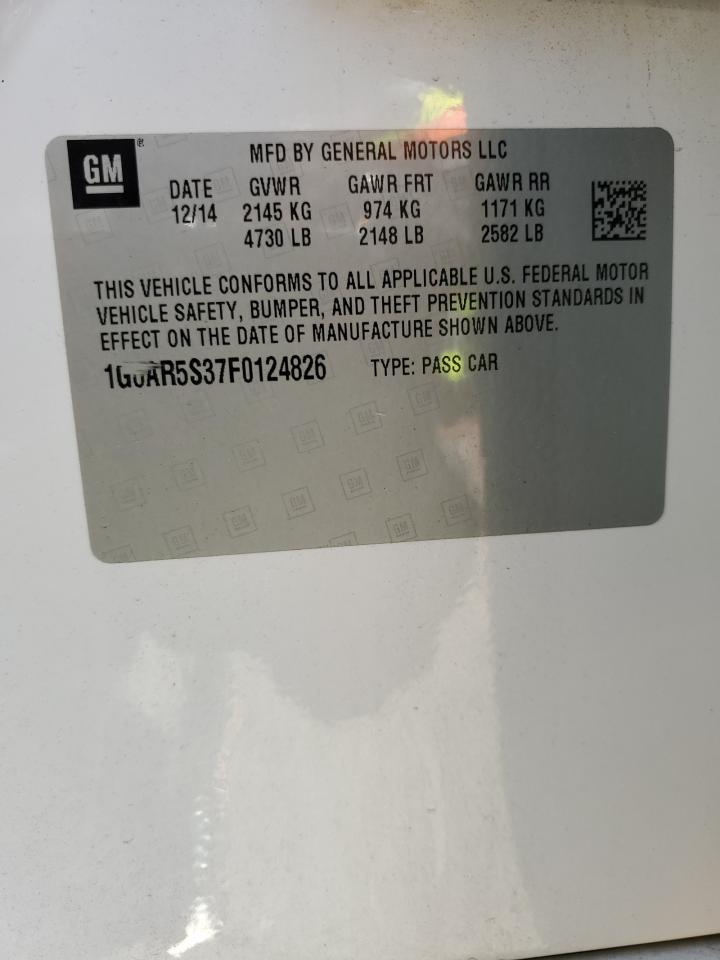 GM ®
MFD BY GENERAL MOTORS LLC
DATE GVWR GAWR FRT GAWR RR
12/14 2145 KG 974 KG 1171 KG
4730 LB 2148 LB 2582 LB
THIS VEHICLE CONFORMS TO ALL APPLICABLE U.S. FEDERAL MOTOR
VEHICLE SAFETY, BUMPER, AND THEFT PREVENTION STANDARDS IN
EFFECT ON THE DATE OF MANUFACTURE SHOWN ABOVE.
1G6AR5S37F0124826 TYPE: PASS CAR